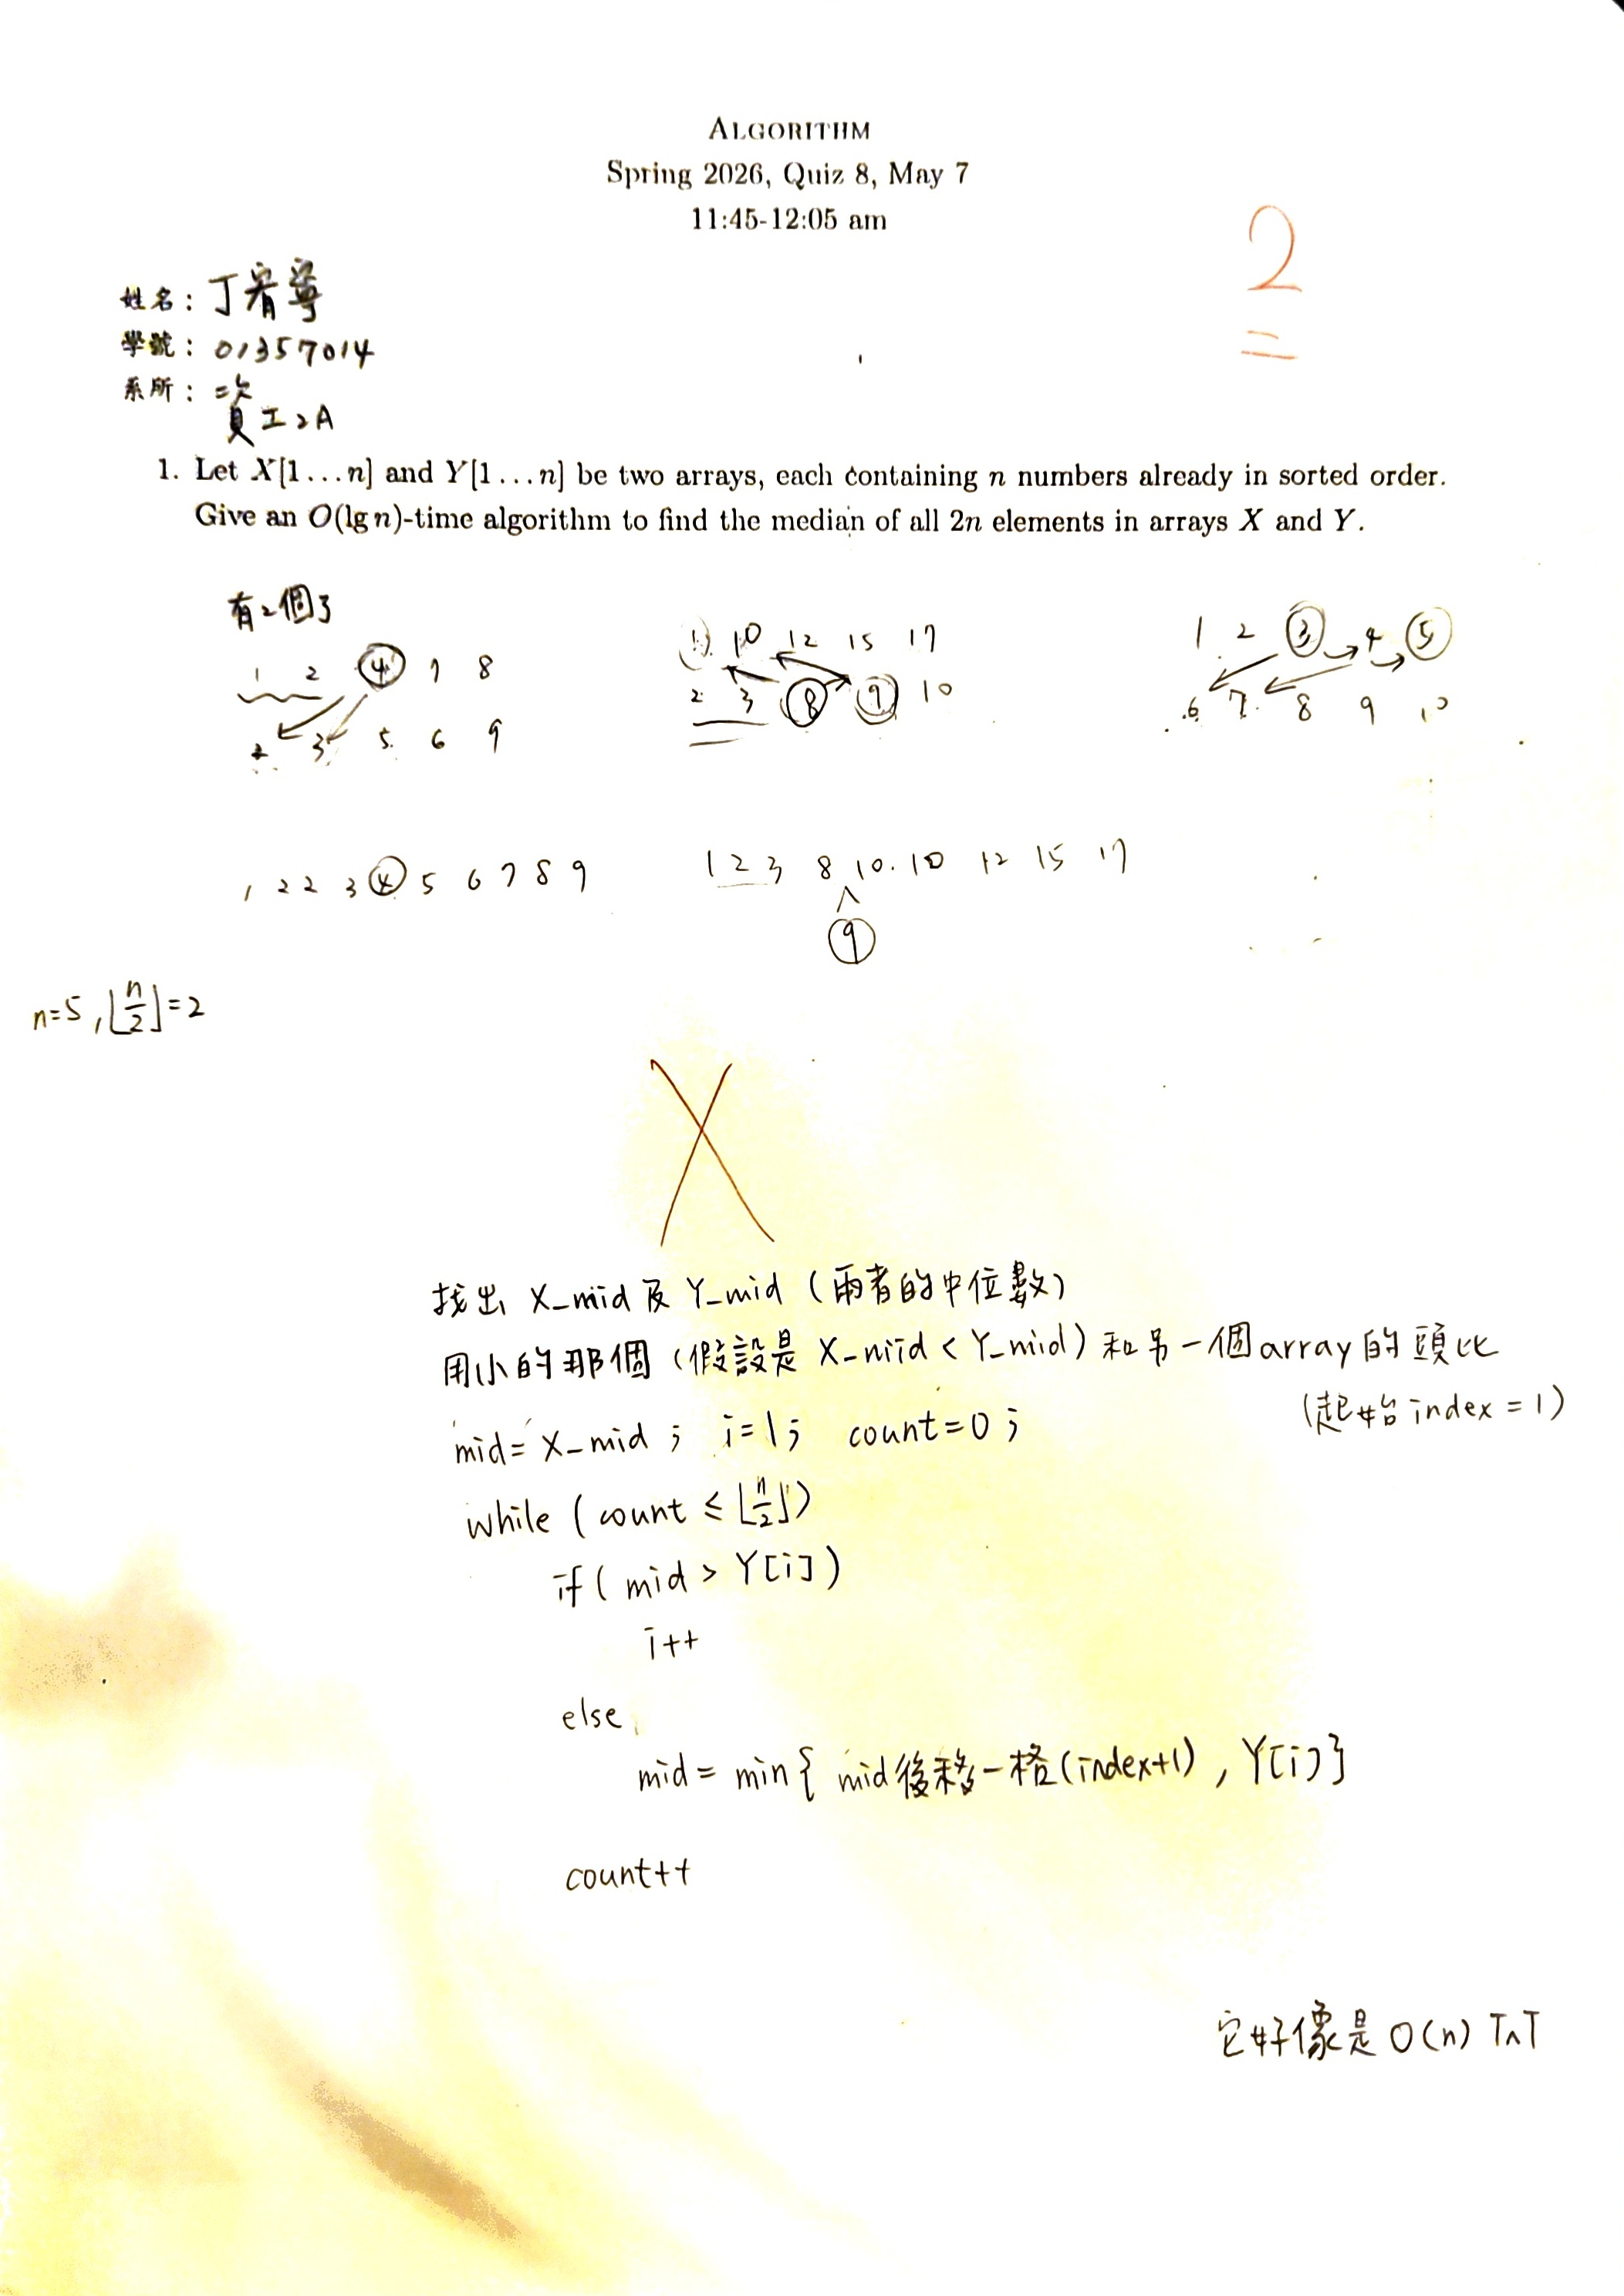 ALGORITHM
Spring 2026, Quiz 8, May 7
11:45-12:05 am
2
姓名：丁宥寧
學號：01357014
系所：資工2A
1. Let X[1...n] and Y[1...n] be two arrays, each containing n numbers already in sorted order.
Give an O(lg n)-time algorithm to find the median of all 2n elements in arrays X and Y.
有2個3
1 2 4 7 8
2 3 5 6 9
1 10 12 15 17
2 3 8 9 10
1 2 3 4 5
6 7 8 9 10
1 2 2 3 4 5 6 7 8 9
1 2 3 8 10 10 12 15 17
9
n=5, ⌊n/2⌋=2
找出 X_mid 及 Y_mid (兩者的中位數)
用小的那個 (假設是 X_mid < Y_mid) 和另一個array的頭比
(起始index = 1)
mid = X_mid ; i=1 ; count=0 ;
while ( count ≤ ⌊n/2⌋)
if ( mid > Y[i] )
i++
else
mid = min{ mid後移一格(index+1) , Y[i] }
count++
它好像是 O(n) T^T